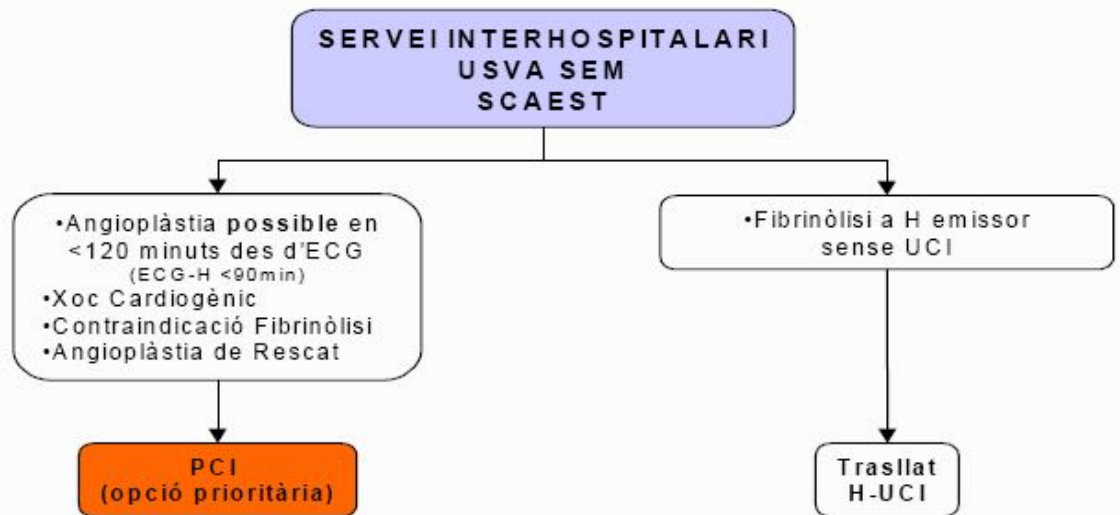 SERVEI INTERHOSPITALARI
USVA SEM
SCAEST
•Angioplàstia possible en
<120 minuts des d'ECG
(ECG-H <90min)
•Xoc Cardiogènic
•Contraindicació Fibrinòlisi
•Angioplàstia de Rescat
•Fibrinòlisi a H emissor
sense UCI
PCI
(opció prioritària)
Trasllat
H-UCI